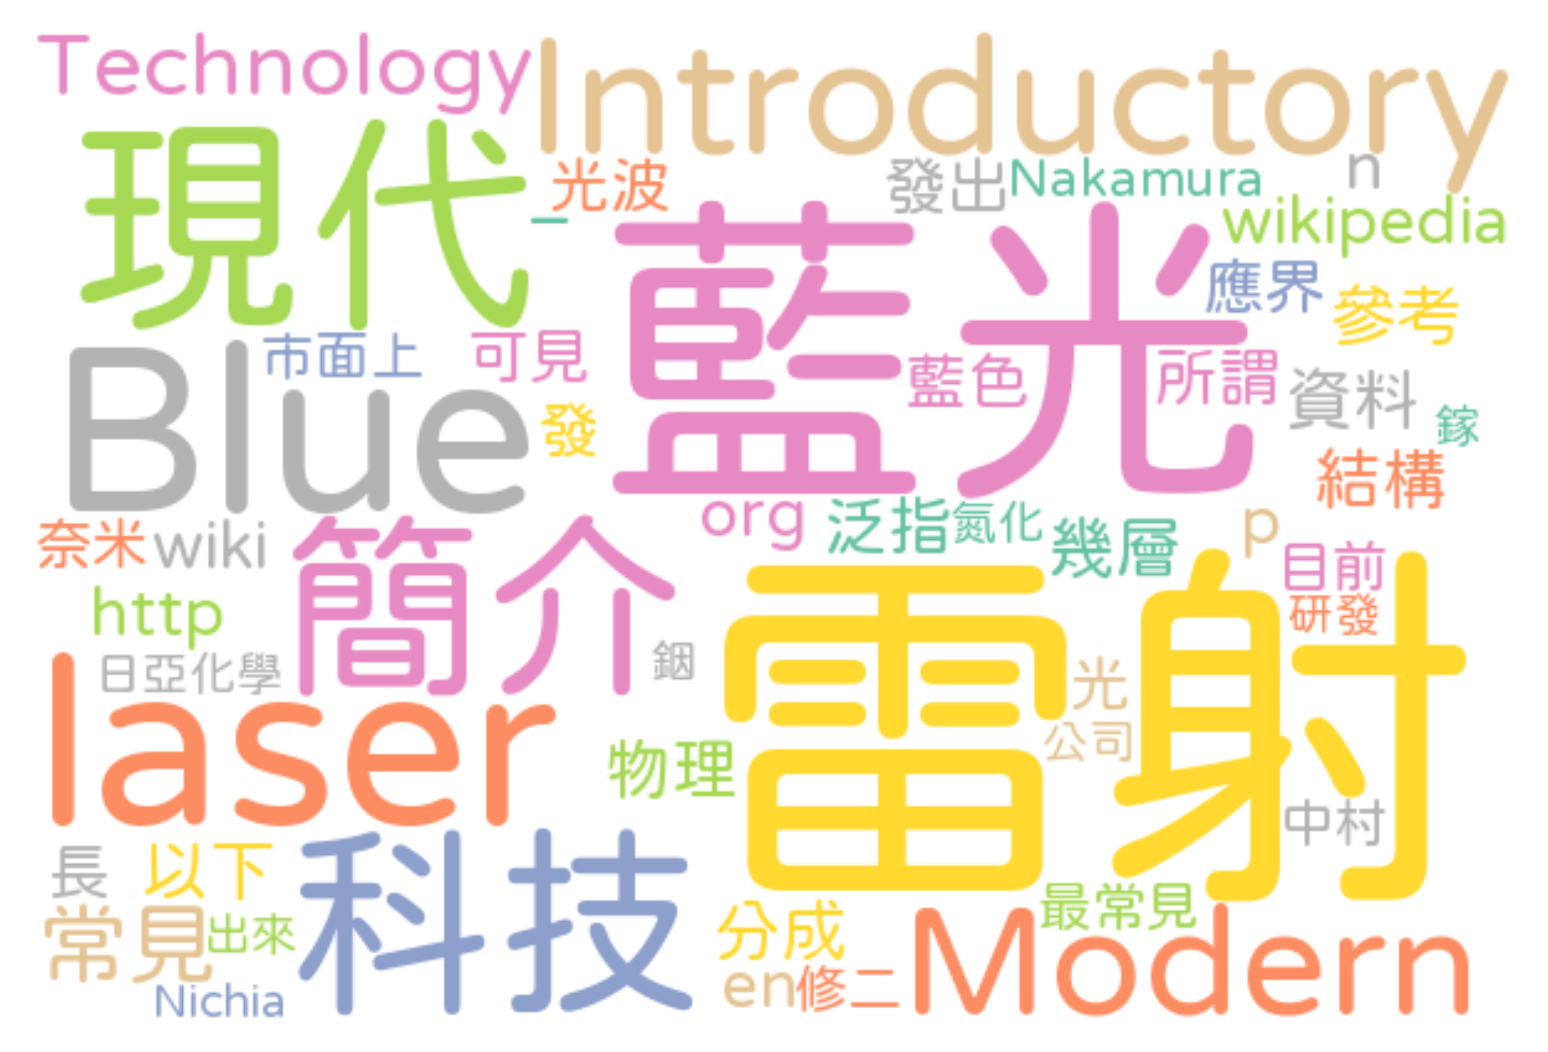 Technology
Introductory
現代
光波
發出
Nakamura
n
_
wikipedia
藍光
應界
參考
市面上
可見
Blue
發
藍色
所謂
資料
鎵
結構
org
泛指
氮化
幾層
p
奈米
wiki
簡介
目前
http
研發
雷射
日亞化學
銦
laser
光
公司
物理
中村
科技
長
以下
最常見
常見
出來
分成
Modern
en
修二
Nichia